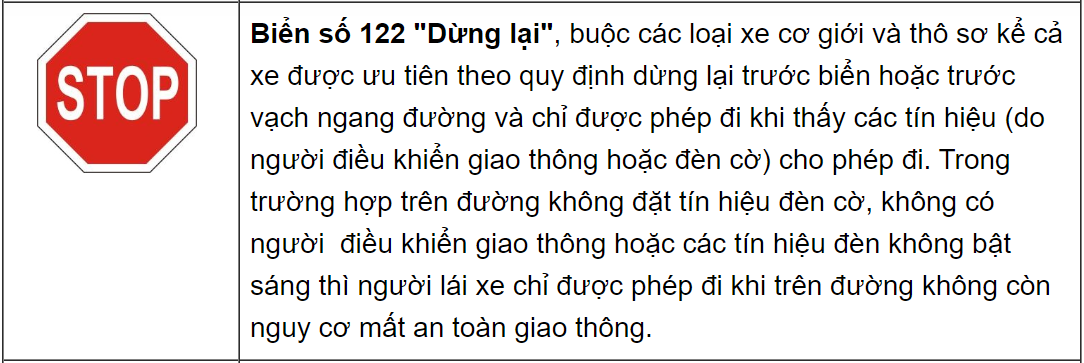 STOP
Biển số 122 "Dừng lại", buộc các loại xe cơ giới và thô sơ kể cả
xe được ưu tiên theo quy định dừng lại trước biển hoặc trước
vạch ngang đường và chỉ được phép đi khi thấy các tín hiệu (do
người điều khiển giao thông hoặc đèn cờ) cho phép đi. Trong
trường hợp trên đường không đặt tín hiệu đèn cờ, không có
người  điều khiển giao thông hoặc các tín hiệu đèn không bật
sáng thì người lái xe chỉ được phép đi khi trên đường không còn
nguy cơ mất an toàn giao thông.